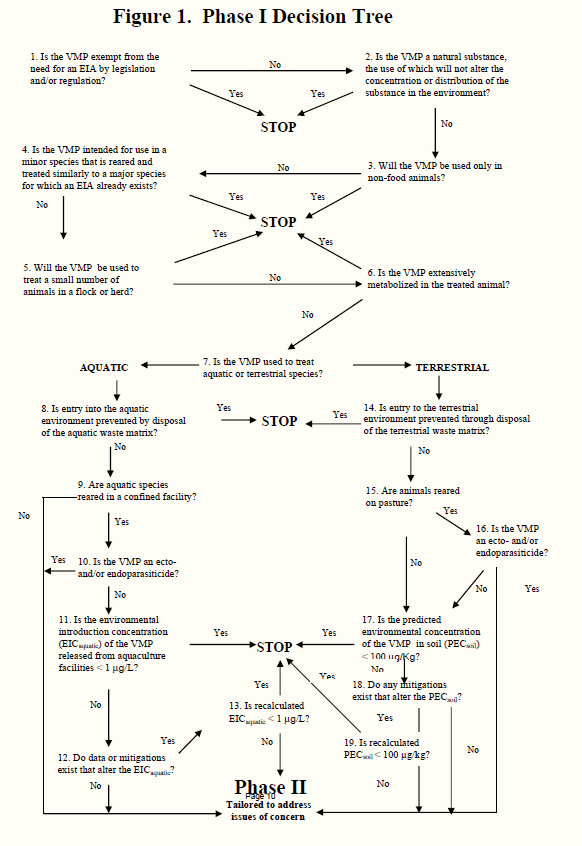 Figure 1.  Phase I Decision Tree
1. Is the VMP exempt from the
need for an EIA by legislation
and/or regulation?
No
2. Is the VMP a natural substance,
the use of which will not alter the
concentration or distribution of the
substance in the environment?
Yes
Yes
STOP
No
4. Is the VMP intended for use in a
minor species that is reared and
treated similarly to a major species
for which an EIA already exists?
No
3. Will the VMP be used only in
non-food animals?
No
Yes
Yes
STOP
Yes
Yes
5. Will the VMP  be used to
treat a small number of
animals in a flock or herd?
No
6. Is the VMP extensively
metabolized in the treated animal?
No
AQUATIC
7. Is the VMP used to treat
aquatic or terrestrial species?
TERRESTRIAL
8. Is entry into the aquatic
environment prevented by disposal
of the aquatic waste matrix?
Yes
STOP
Yes
14. Is entry to the terrestrial
environment prevented through disposal
of the terrestrial waste matrix?
No
No
9. Are aquatic species
reared in a confined facility?
15. Are animals reared
on pasture?
No
Yes
Yes
16. Is the VMP
an ecto- and/or
endoparasiticide?
Yes
10. Is the VMP an ecto-
and/or endoparasiticide?
No
No
No
Yes
11. Is the environmental
introduction concentration
(EICaquatic) of the VMP
released from aquaculture
facilities < 1 µg/L?
Yes
STOP
Yes
17. Is the predicted
environmental concentration
of the VMP  in soil (PECsoil)
< 100 µg/Kg?
No
Yes
18. Do any mitigations
exist that alter the PECsoil?
Yes
13. Is recalculated
EICaquatic < 1 µg/L?
No
Yes
Yes
No
19. Is recalculated
PECsoil < 100 µg/kg?
No
12. Do data or mitigations
exist that alter the EICaquatic?
No
No
Phase II
Page 10
Tailored to address
issues of concern